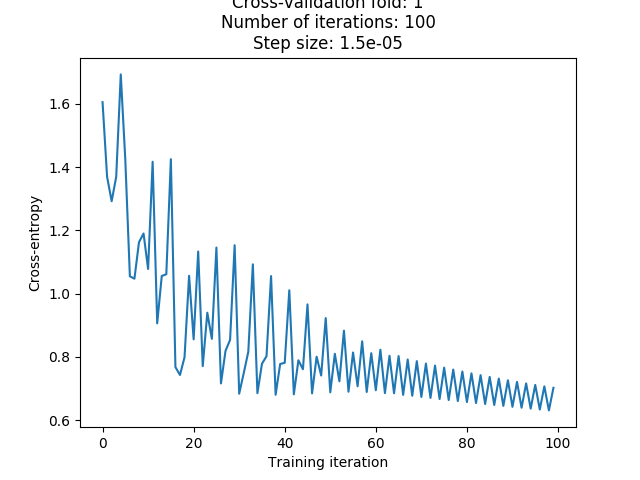 Cross-validation fold: 1
Number of iterations: 100
Step size: 1.5e-05
1.6
1.4
1.2
1.0
0.8
0.6
Cross-entropy
0 20 40 60 80 100
Training iteration